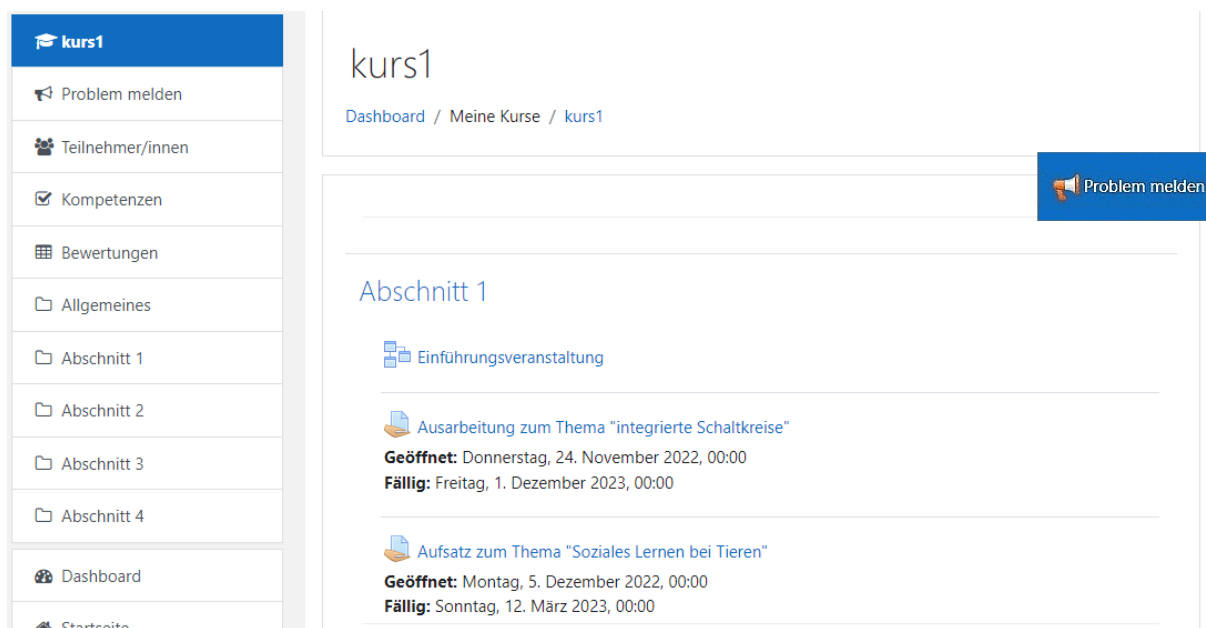 kurs1
Problem melden
Teilnehmer/innen
Kompetenzen
Bewertungen
Allgemeines
Abschnitt 1
Abschnitt 2
Abschnitt 3
Abschnitt 4
Dashboard
Startseite
kurs1
Dashboard / Meine Kurse / kurs1
Problem melden
Abschnitt 1
Einführungsveranstaltung
Ausarbeitung zum Thema "integrierte Schaltkreise"
Geöffnet: Donnerstag, 24. November 2022, 00:00
Fällig: Freitag, 1. Dezember 2023, 00:00
Aufsatz zum Thema "Soziales Lernen bei Tieren"
Geöffnet: Montag, 5. Dezember 2022, 00:00
Fällig: Sonntag, 12. März 2023, 00:00